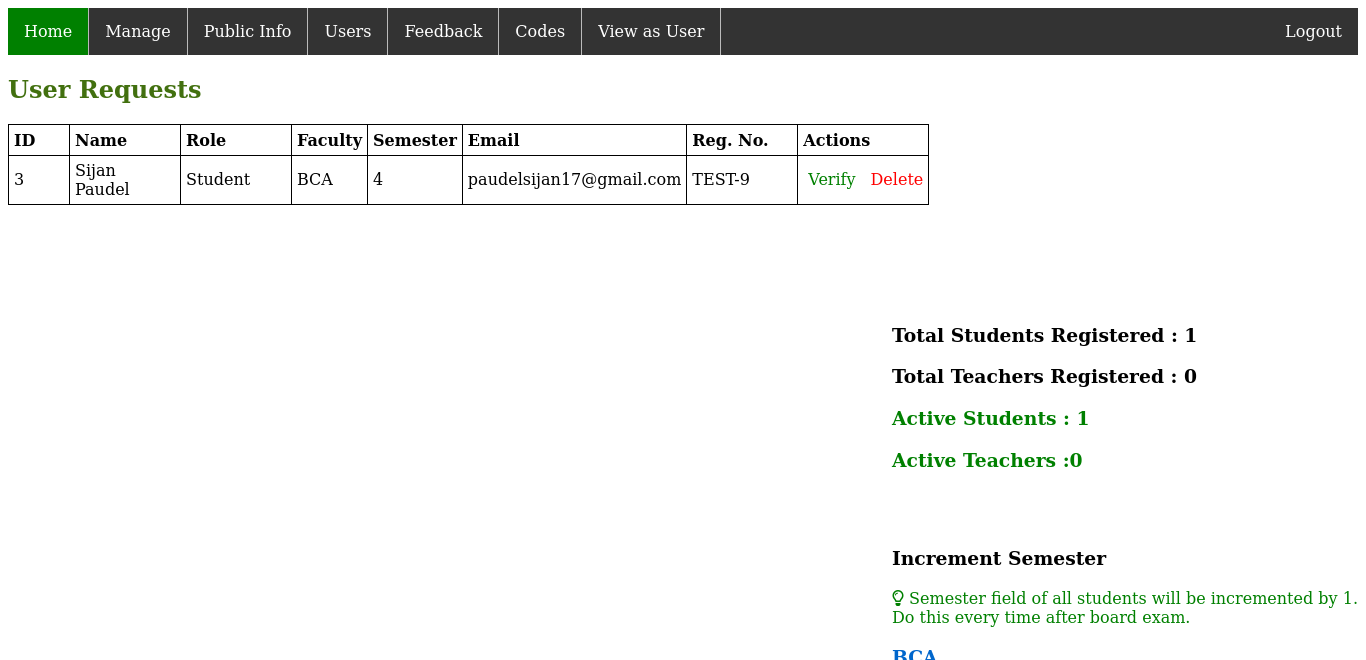 Home Manage Public Info Users Feedback Codes View as User Logout
User Requests
ID Name Role Faculty Semester Email Reg. No. Actions
3 Sijan Paudel Student BCA 4 paudelsijan17@gmail.com TEST-9 Verify Delete
Total Students Registered : 1
Total Teachers Registered : 0
Active Students : 1
Active Teachers :0
Increment Semester
Semester field of all students will be incremented by 1.
Do this every time after board exam.
BCA